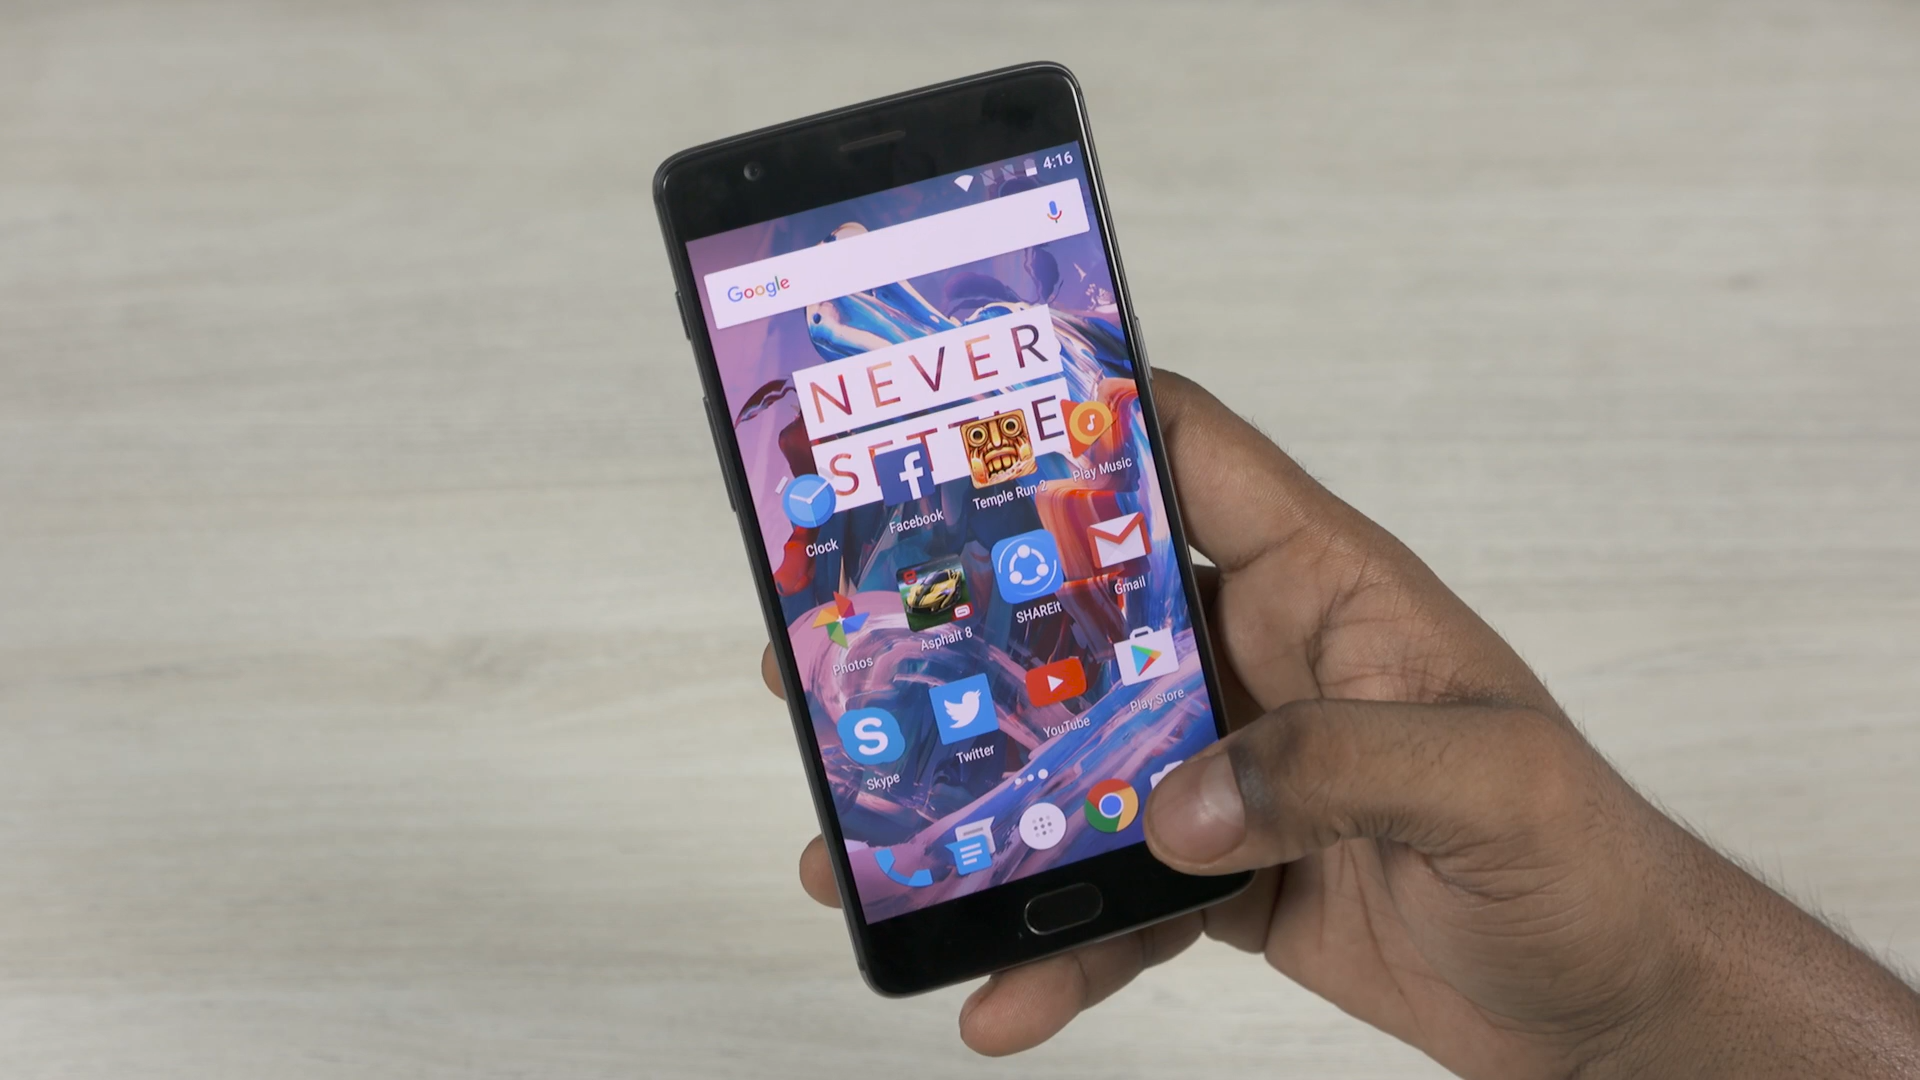 4:16
Google
NEVER
SETTLE
Clock
Facebook
Temple Run 2
Play Music
Photos
Asphalt 8
SHAREit
Gmail
Skype
Twitter
YouTube
Play Store